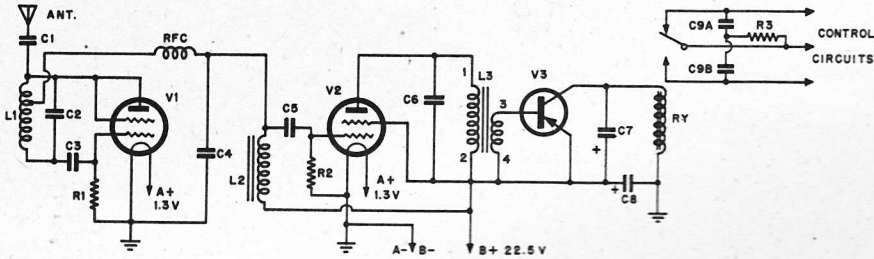 ANT.
C1
RFC
V1
L1
C2
C3
R1
A+
1.3V
C4
L2
C5
R2
V2
A+
1.3V
C6
1
2
L3
3
4
V3
C7
+
+
C8
RY
C9A
C9B
R3
CONTROL
CIRCUITS
A- B-
B+ 22.5 V